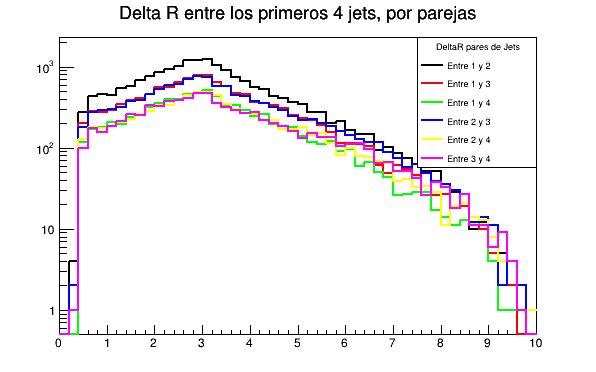 Delta R entre los primeros 4 jets, por parejas
DeltaR pares de Jets
Entre 1 y 2
Entre 1 y 3
Entre 1 y 4
Entre 2 y 3
Entre 2 y 4
Entre 3 y 4
10³
10²
10
1
0 1 2 3 4 5 6 7 8 9 10